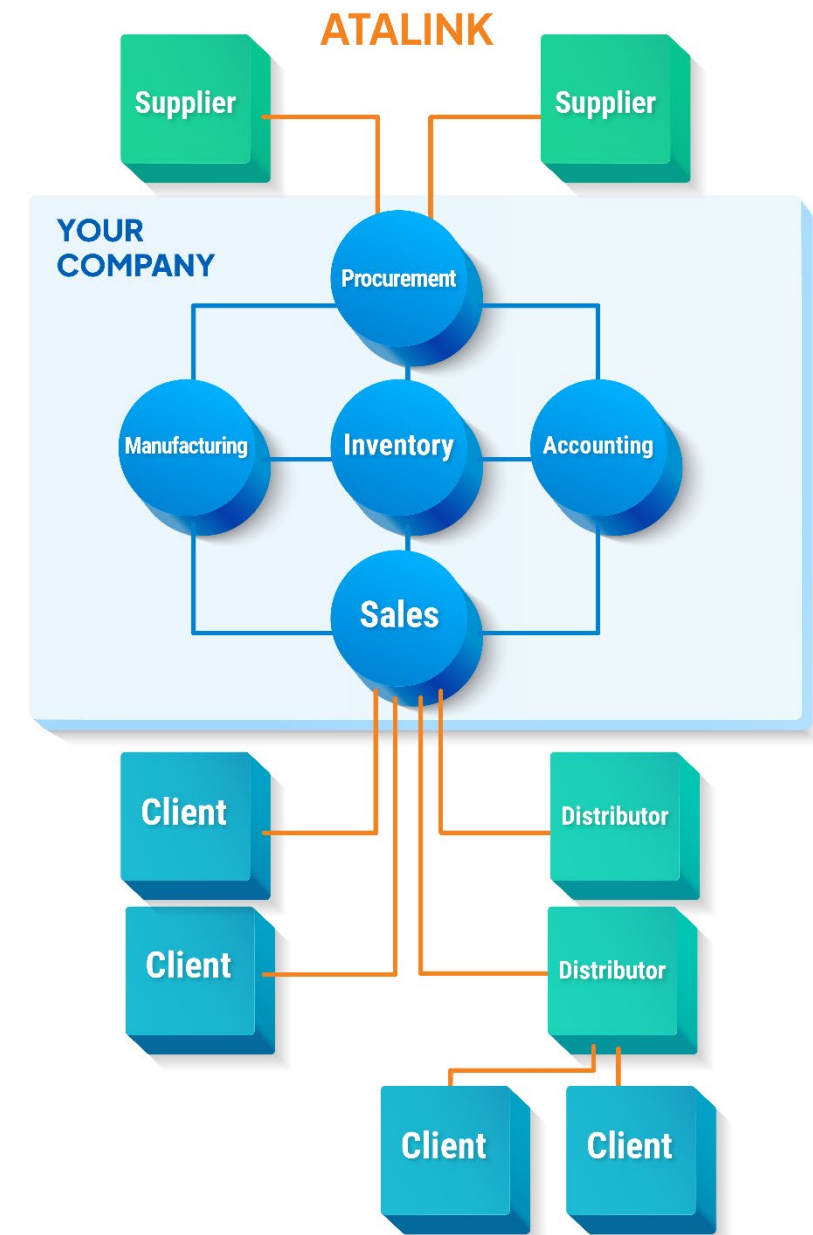 ATALINK
Supplier
Supplier
YOUR
COMPANY
Procurement
Manufacturing
Inventory
Accounting
Sales
Client
Distributor
Client
Distributor
Client
Client